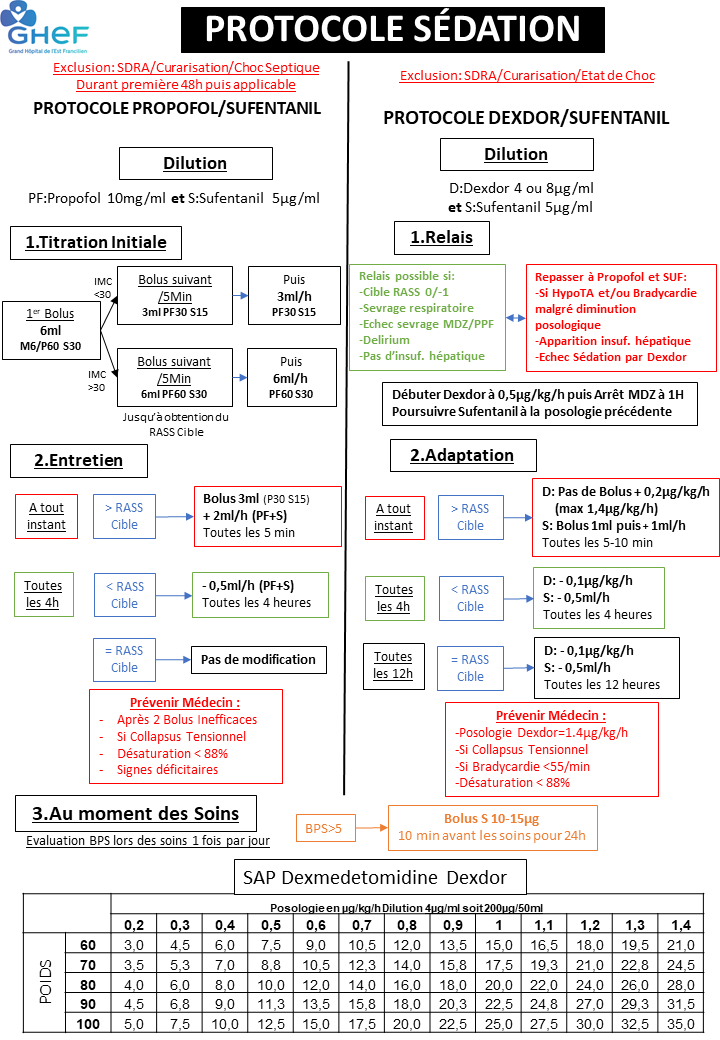 GHEF
Grand Hôpital de l'Est Francilien
PROTOCOLE SÉDATION
Exclusion: SDRA/Curarisation/Choc Septique
Durant première 48h puis applicable
PROTOCOLE PROPOFOL/SUFENTANIL
Dilution
PF:Propofol 10mg/ml et S:Sufentanil 5µg/ml
1.Titration Initiale
1er Bolus
6ml
M6/P60 S30
IMC
<30
Bolus suivant
/5Min
3ml PF30 S15
Puis
3ml/h
PF30 S15
IMC
>30
Bolus suivant
/5Min
6ml PF60 S30
Puis
6ml/h
PF60 S30
Jusqu'à obtention du
RASS Cible
2.Entretien
A tout
instant
> RASS
Cible
Bolus 3ml (P30 S15)
+ 2ml/h (PF+S)
Toutes les 5 min
Toutes
les 4h
< RASS
Cible
- 0,5ml/h (PF+S)
Toutes les 4 heures
= RASS
Cible
Pas de modification
Prévenir Médecin :
- Après 2 Bolus Inefficaces
- Si Collapsus Tensionnel
- Désaturation < 88%
- Signes déficitaires
Exclusion: SDRA/Curarisation/Etat de Choc
PROTOCOLE DEXDOR/SUFENTANIL
Dilution
D:Dexdor 4 ou 8µg/ml
et S:Sufentanil 5µg/ml
1.Relais
Relais possible si:
-Cible RASS 0/-1
-Sevrage respiratoire
-Echec sevrage MDZ/PPF
-Delirium
-Pas d'insuf. hépatique
Repasser à Propofol et SUF:
-Si HypoTA et/ou Bradycardie
malgré diminution
posologique
-Apparition insuf. hépatique
-Echec Sédation par Dexdor
Débuter Dexdor à 0,5µg/kg/h puis Arrêt MDZ à 1H
Poursuivre Sufentanil à la posologie précédente
2.Adaptation
A tout
instant
> RASS
Cible
D: Pas de Bolus + 0,2µg/kg/h
(max 1,4µg/kg/h)
S: Bolus 1ml puis + 1ml/h
Toutes les 5-10 min
Toutes
les 4h
< RASS
Cible
D: - 0,1µg/kg/h
S: - 0,5ml/h
Toutes les 4 heures
Toutes
les 12h
= RASS
Cible
D: - 0,1µg/kg/h
S: - 0,5ml/h
Toutes les 12 heures
Prévenir Médecin :
-Posologie Dexdor=1.4µg/kg/h
-Si Collapsus Tensionnel
-Si Bradycardie <55/min
-Désaturation < 88%
3.Au moment des Soins
Evaluation BPS lors des soins 1 fois par jour
BPS>5
Bolus S 10-15µg
10 min avant les soins pour 24h
SAP Dexmedetomidine Dexdor
Posologie en µg/kg/h Dilution 4µg/ml soit 200µg/50ml
0,2 0,3 0,4 0,5 0,6 0,7 0,8 0,9 1 1,1 1,2 1,3 1,4
POIDS
60 3,0 4,5 6,0 7,5 9,0 10,5 12,0 13,5 15,0 16,5 18,0 19,5 21,0
70 3,5 5,3 7,0 8,8 10,5 12,3 14,0 15,8 17,5 19,3 21,0 22,8 24,5
80 4,0 6,0 8,0 10,0 12,0 14,0 16,0 18,0 20,0 22,0 24,0 26,0 28,0
90 4,5 6,8 9,0 11,3 13,5 15,8 18,0 20,3 22,5 24,8 27,0 29,3 31,5
100 5,0 7,5 10,0 12,5 15,0 17,5 20,0 22,5 25,0 27,5 30,0 32,5 35,0